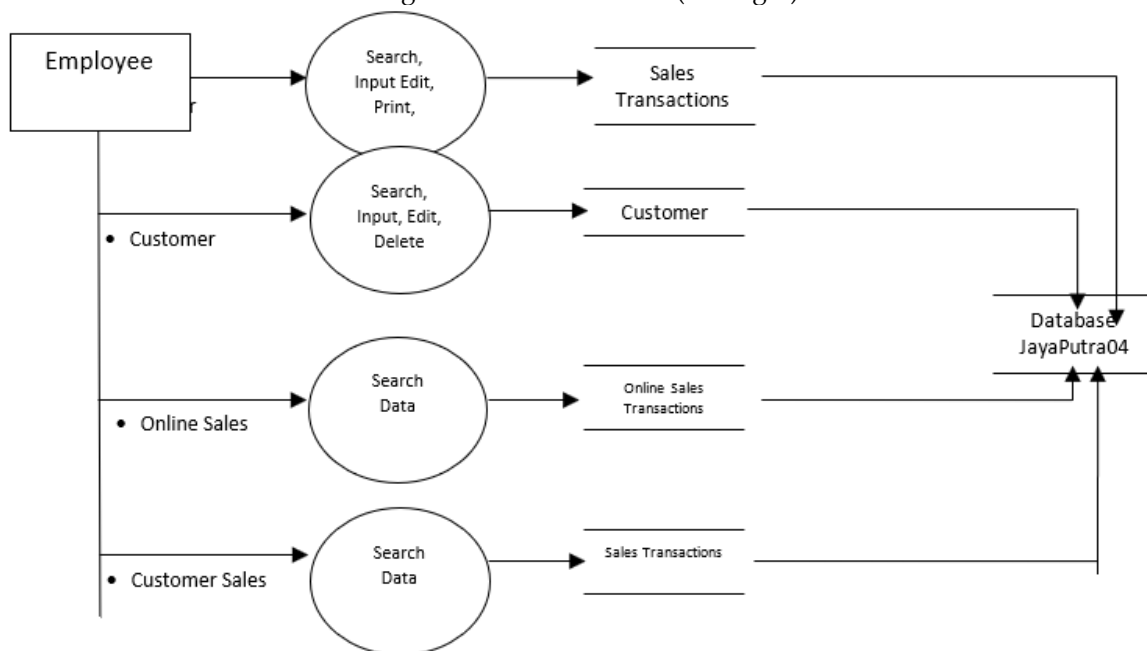 Employee
Search,
Input Edit,
Print,
Sales
Transactions
Search,
Input, Edit,
Delete
Customer
• Customer
Database
JayaPutra04
Search
Data
Online Sales
Transactions
• Online Sales
Search
Data
Sales Transactions
• Customer Sales